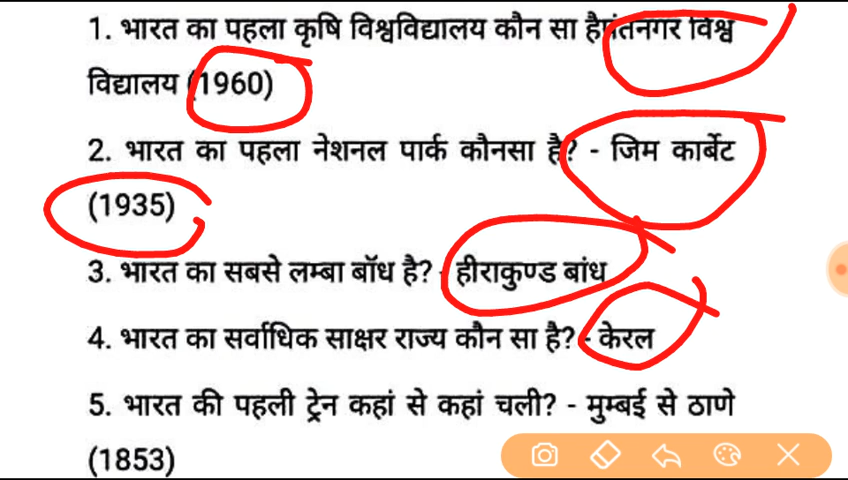 1. भारत का पहला कृषि विश्वविद्यालय कौन सा है पंतनगर विश्व
विद्यालय (1960)
2. भारत का पहला नेशनल पार्क कौनसा है? - जिम कार्बेट
(1935)
3. भारत का सबसे लम्बा बॉध है? - हीराकुण्ड बांध
4. भारत का सर्वाधिक साक्षर राज्य कौन सा है? - केरल
5. भारत की पहली ट्रेन कहां से कहां चली? - मुम्बई से ठाणे
(1853)